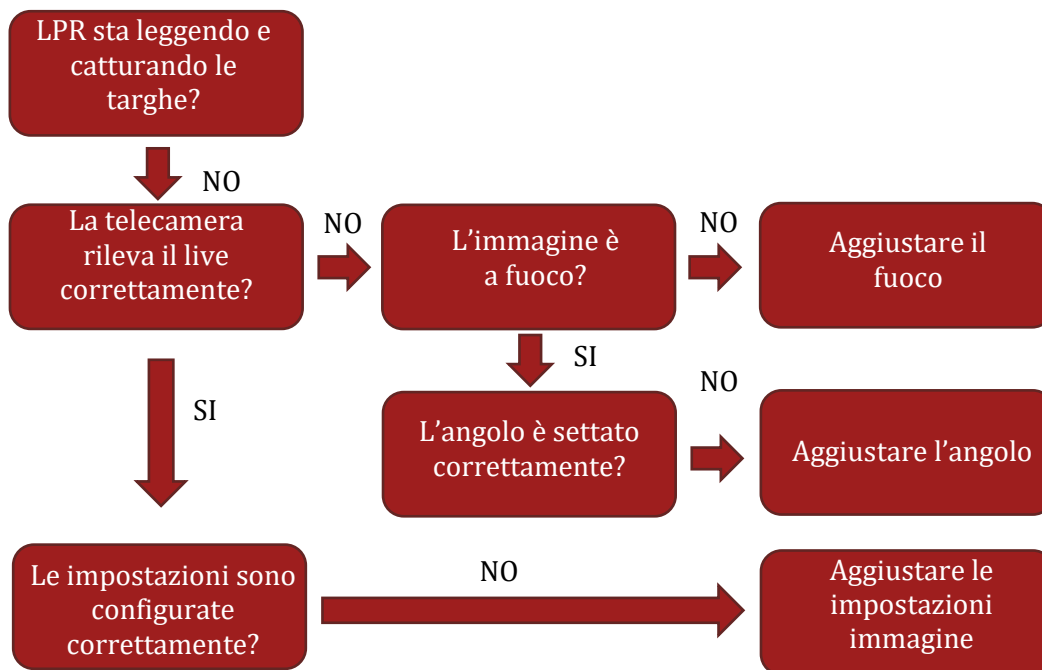 LPR sta leggendo e
catturando le
targhe?
NO
La telecamera
rileva il live
correttamente?
NO
L’immagine è
a fuoco?
NO
Aggiustare il
fuoco
SI
SI
L’angolo è settato
correttamente?
NO
Aggiustare l’angolo
Le impostazioni sono
configurate
correttamente?
NO
Aggiustare le
impostazioni
immagine